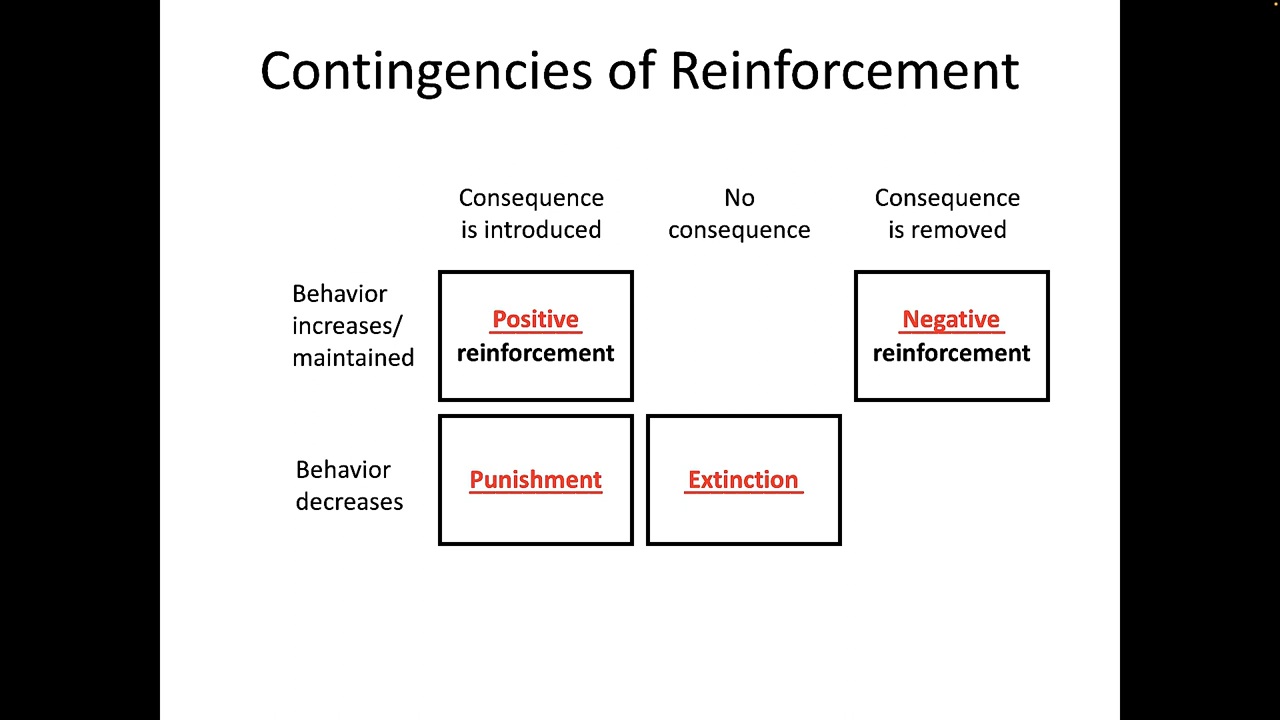 Contingencies of Reinforcement
Consequence
is introduced
No
consequence
Consequence
is removed
Behavior
increases/
maintained
Positive
reinforcement
Negative
reinforcement
Behavior
decreases
Punishment
Extinction